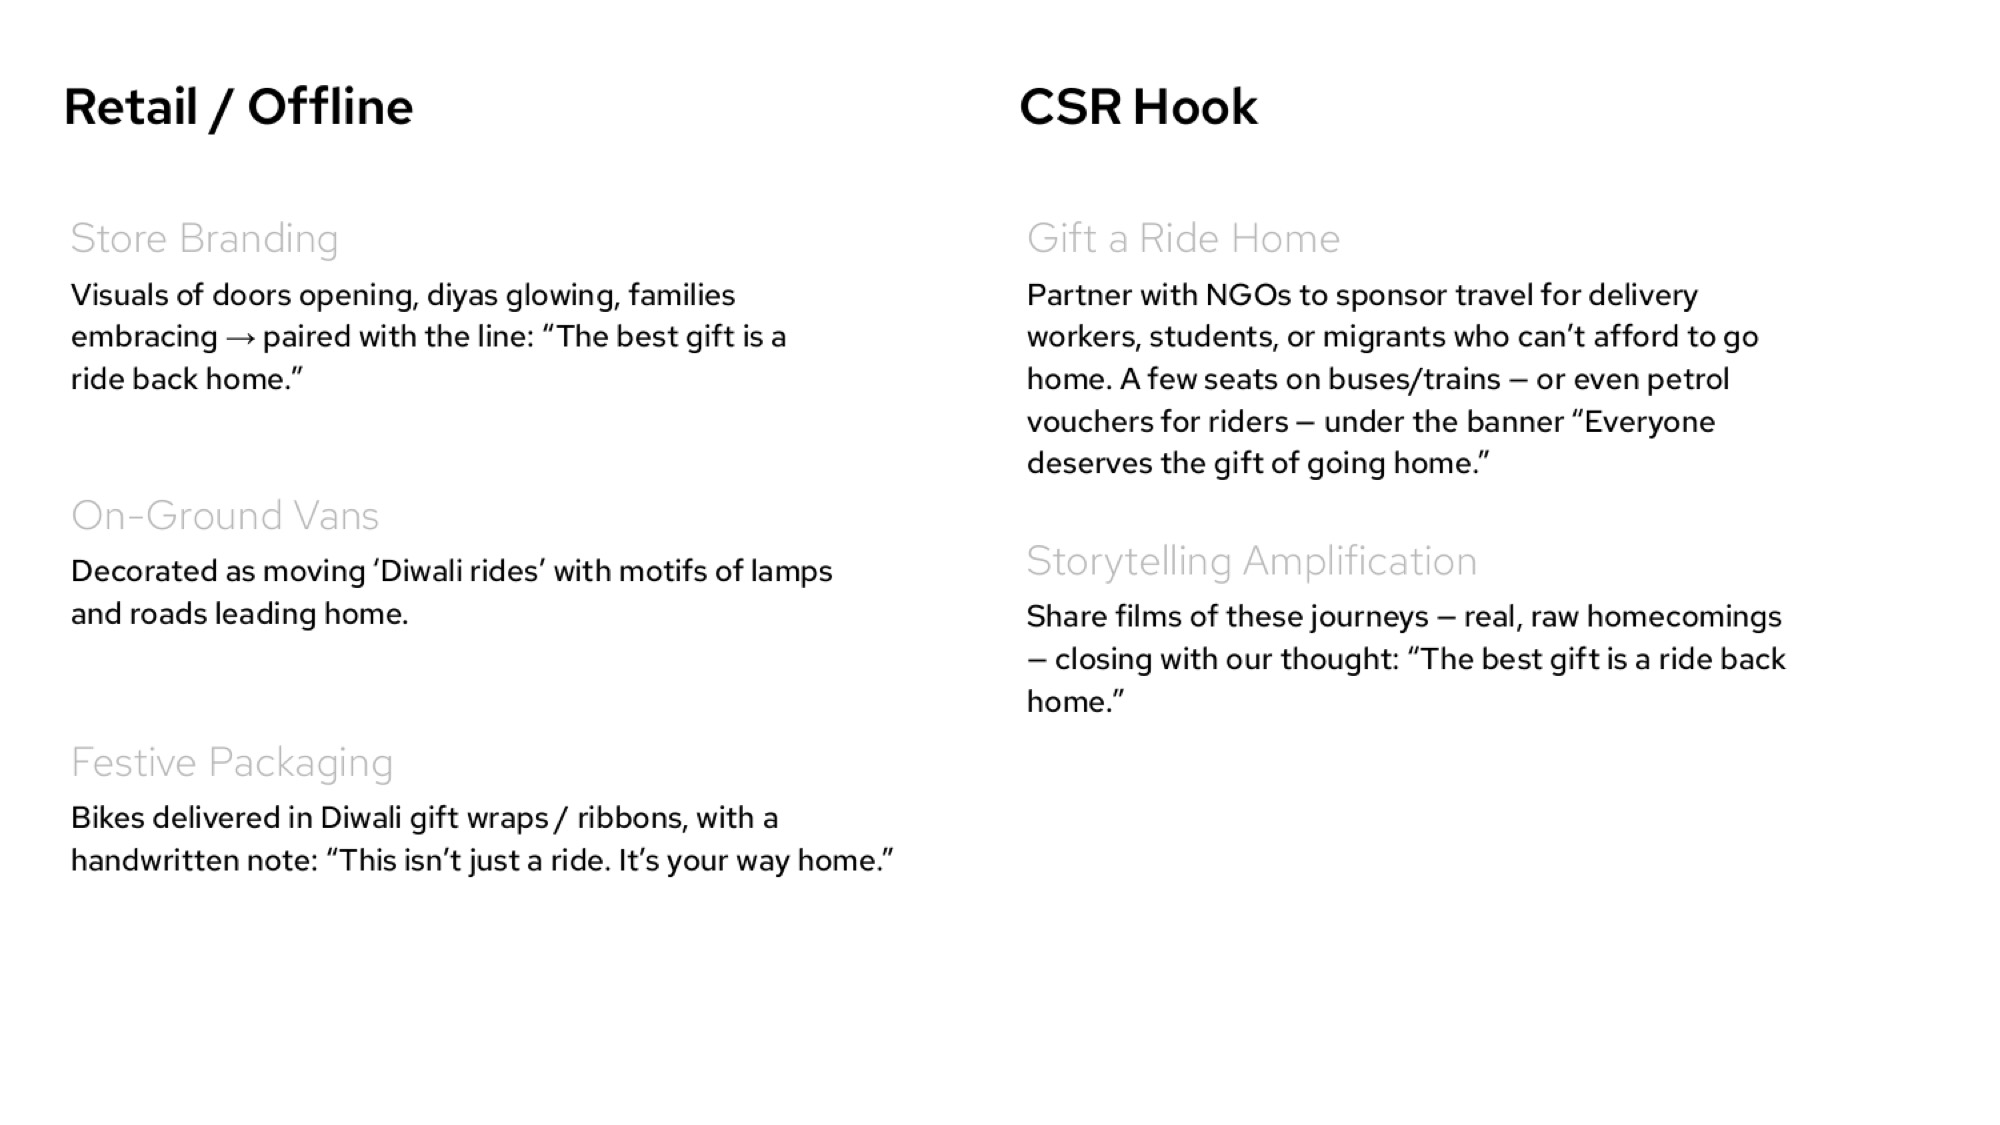 Retail / Offline
Store Branding
Visuals of doors opening, diyas glowing, families
embracing → paired with the line: “The best gift is a
ride back home.”
On-Ground Vans
Decorated as moving ‘Diwali rides’ with motifs of lamps
and roads leading home.
Festive Packaging
Bikes delivered in Diwali gift wraps / ribbons, with a
handwritten note: “This isn’t just a ride. It’s your way home.”
CSR Hook
Gift a Ride Home
Partner with NGOs to sponsor travel for delivery
workers, students, or migrants who can’t afford to go
home. A few seats on buses/trains – or even petrol
vouchers for riders – under the banner “Everyone
deserves the gift of going home.”
Storytelling Amplification
Share films of these journeys – real, raw homecomings
– closing with our thought: “The best gift is a ride back
home.”